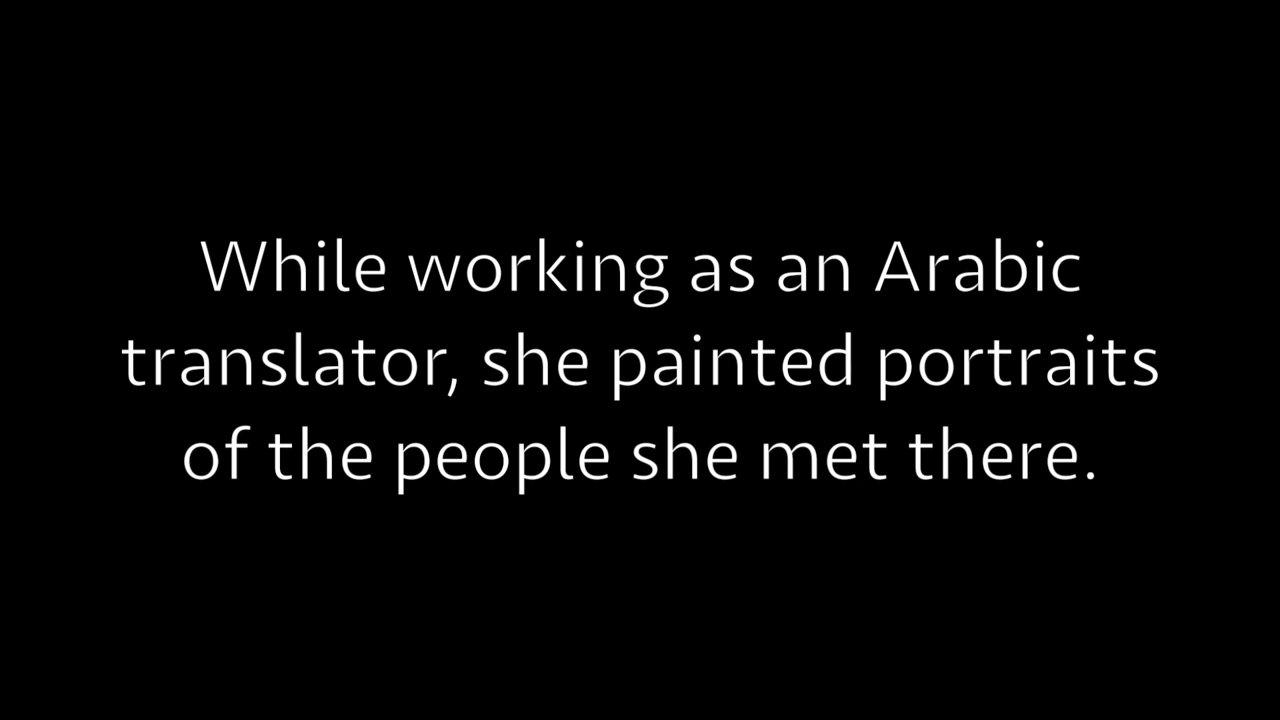 While working as an Arabic
translator, she painted portraits
of the people she met there.